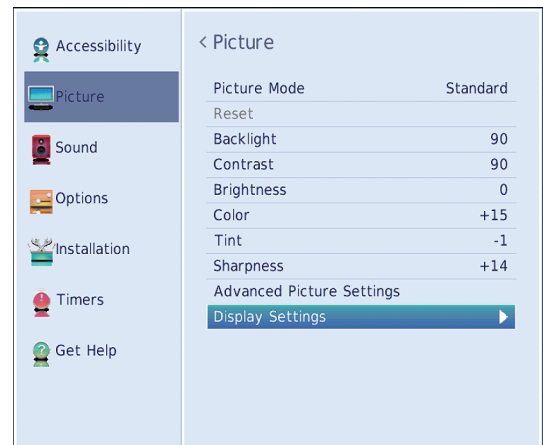 Accessibility
Picture
Sound
Options
Installation
Timers
Get Help
< Picture
Picture Mode Standard
Reset
Backlight 90
Contrast 90
Brightness 0
Color +15
Tint -1
Sharpness +14
Advanced Picture Settings
Display Settings